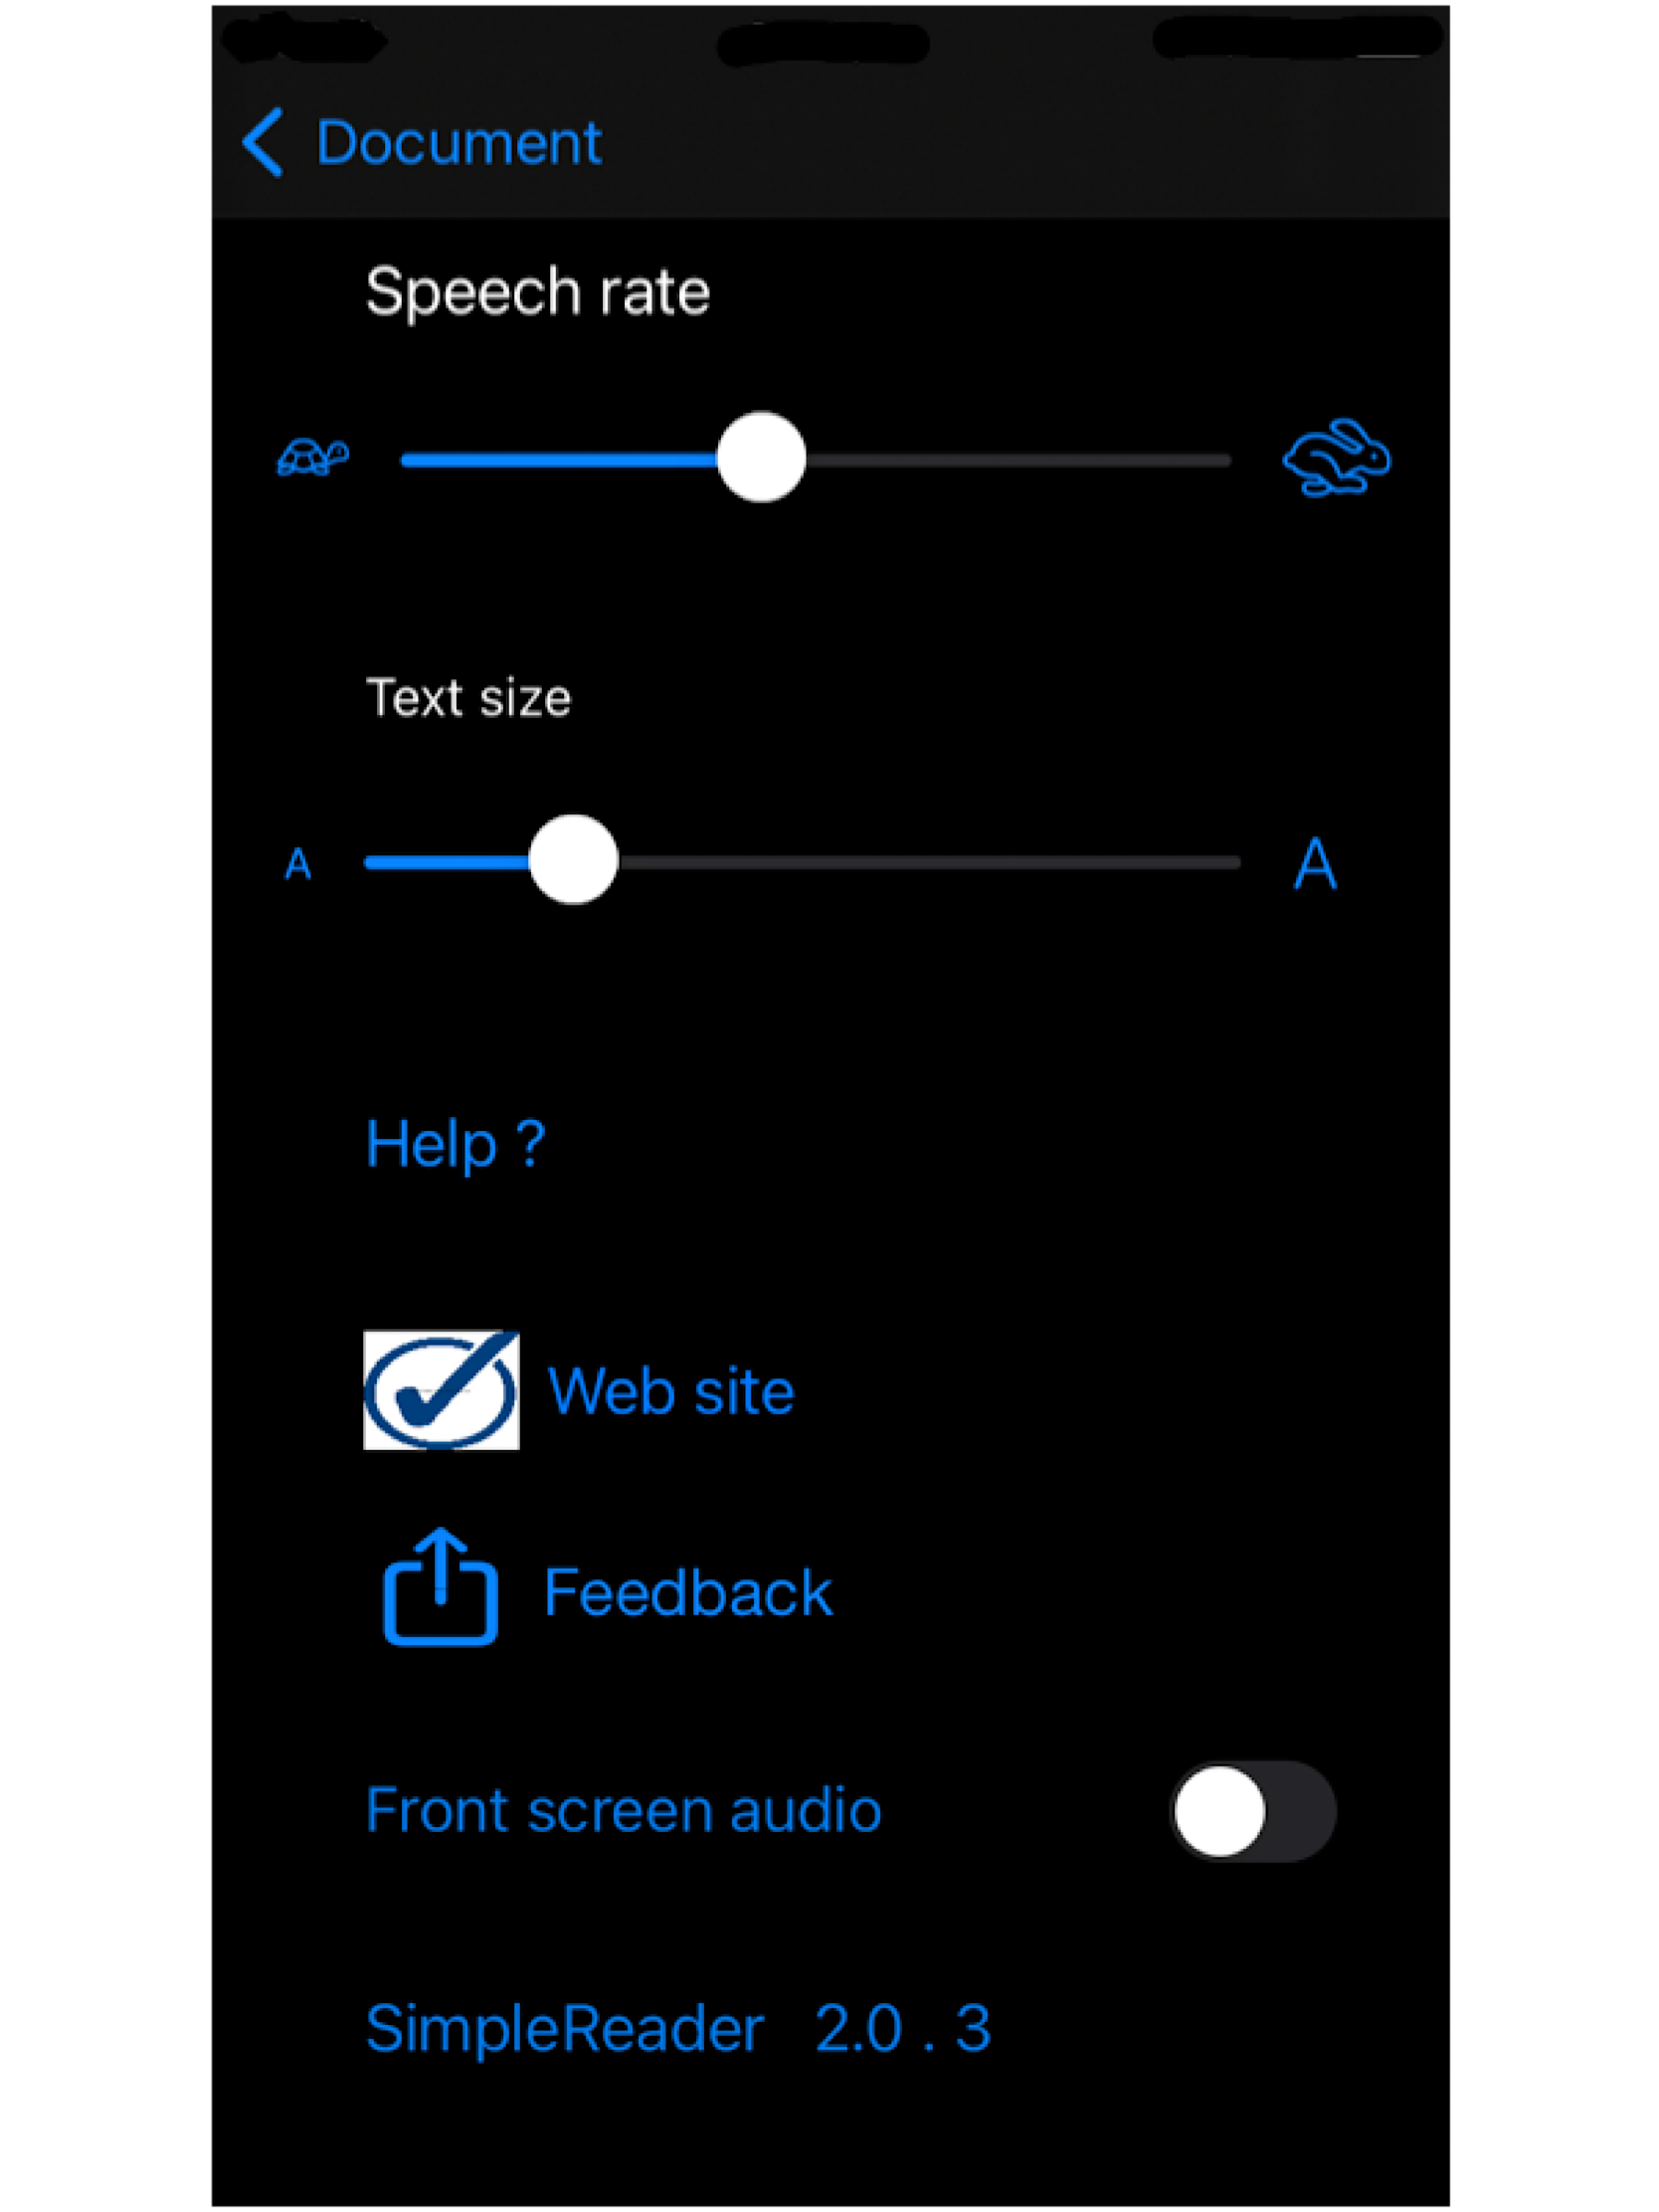 Document
Speech rate
Text size
A A
Help ?
Web site
Feedback
Front screen audio
SimpleReader 2.0 . 3